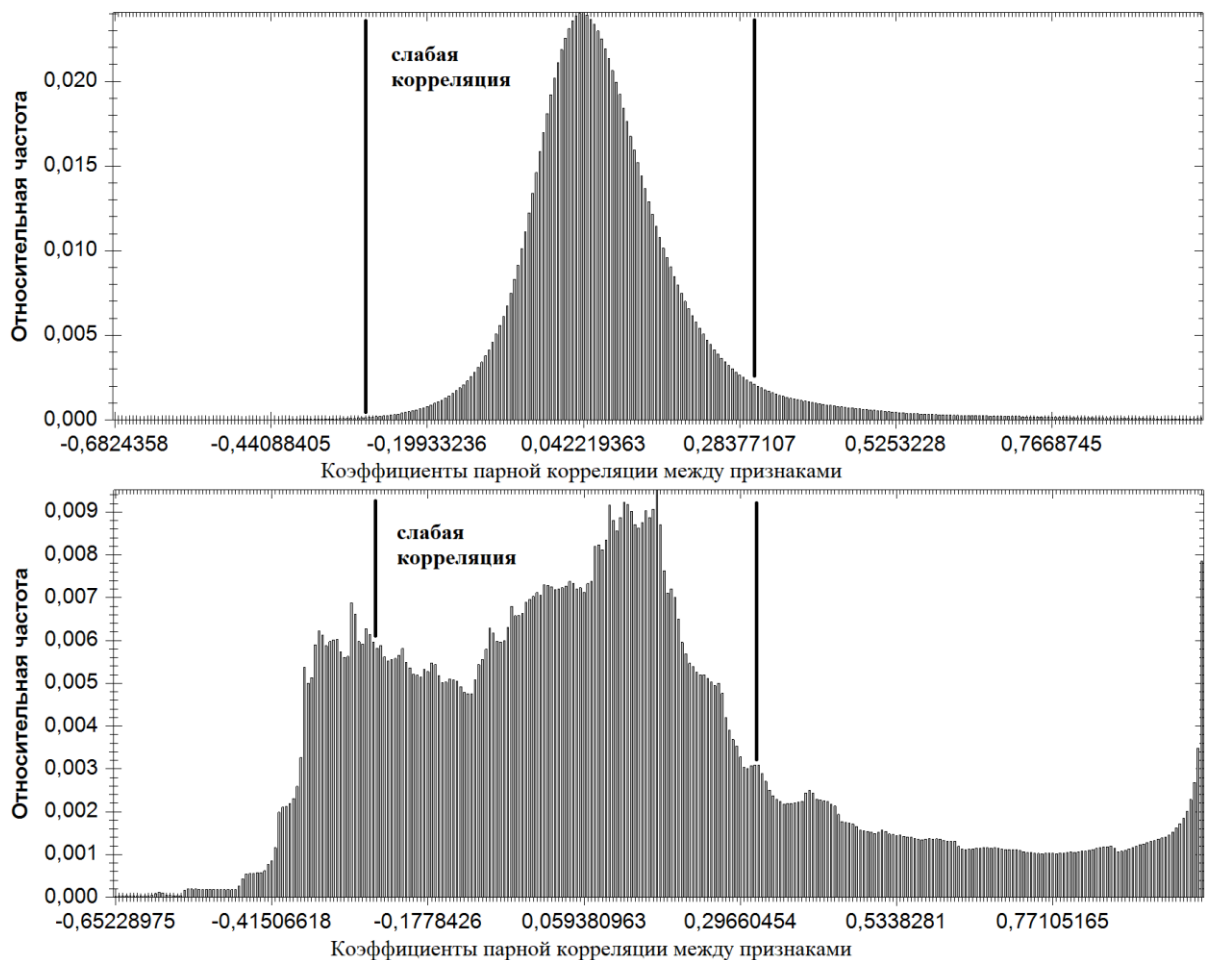 слабая
корреляция
Относительная частота
0,020
0,015
0,010
0,005
0,000
-0,6824358 -0,44088405 -0,19933236 0,042219363 0,28377107 0,5253228 0,7668745
Коэффициенты парной корреляции между признаками
слабая
корреляция
Относительная частота
0,009
0,008
0,007
0,006
0,005
0,004
0,003
0,002
0,001
0,000
-0,65228975 -0,41506618 -0,1778426 0,059380963 0,29660454 0,5338281 0,77105165
Коэффициенты парной корреляции между признаками